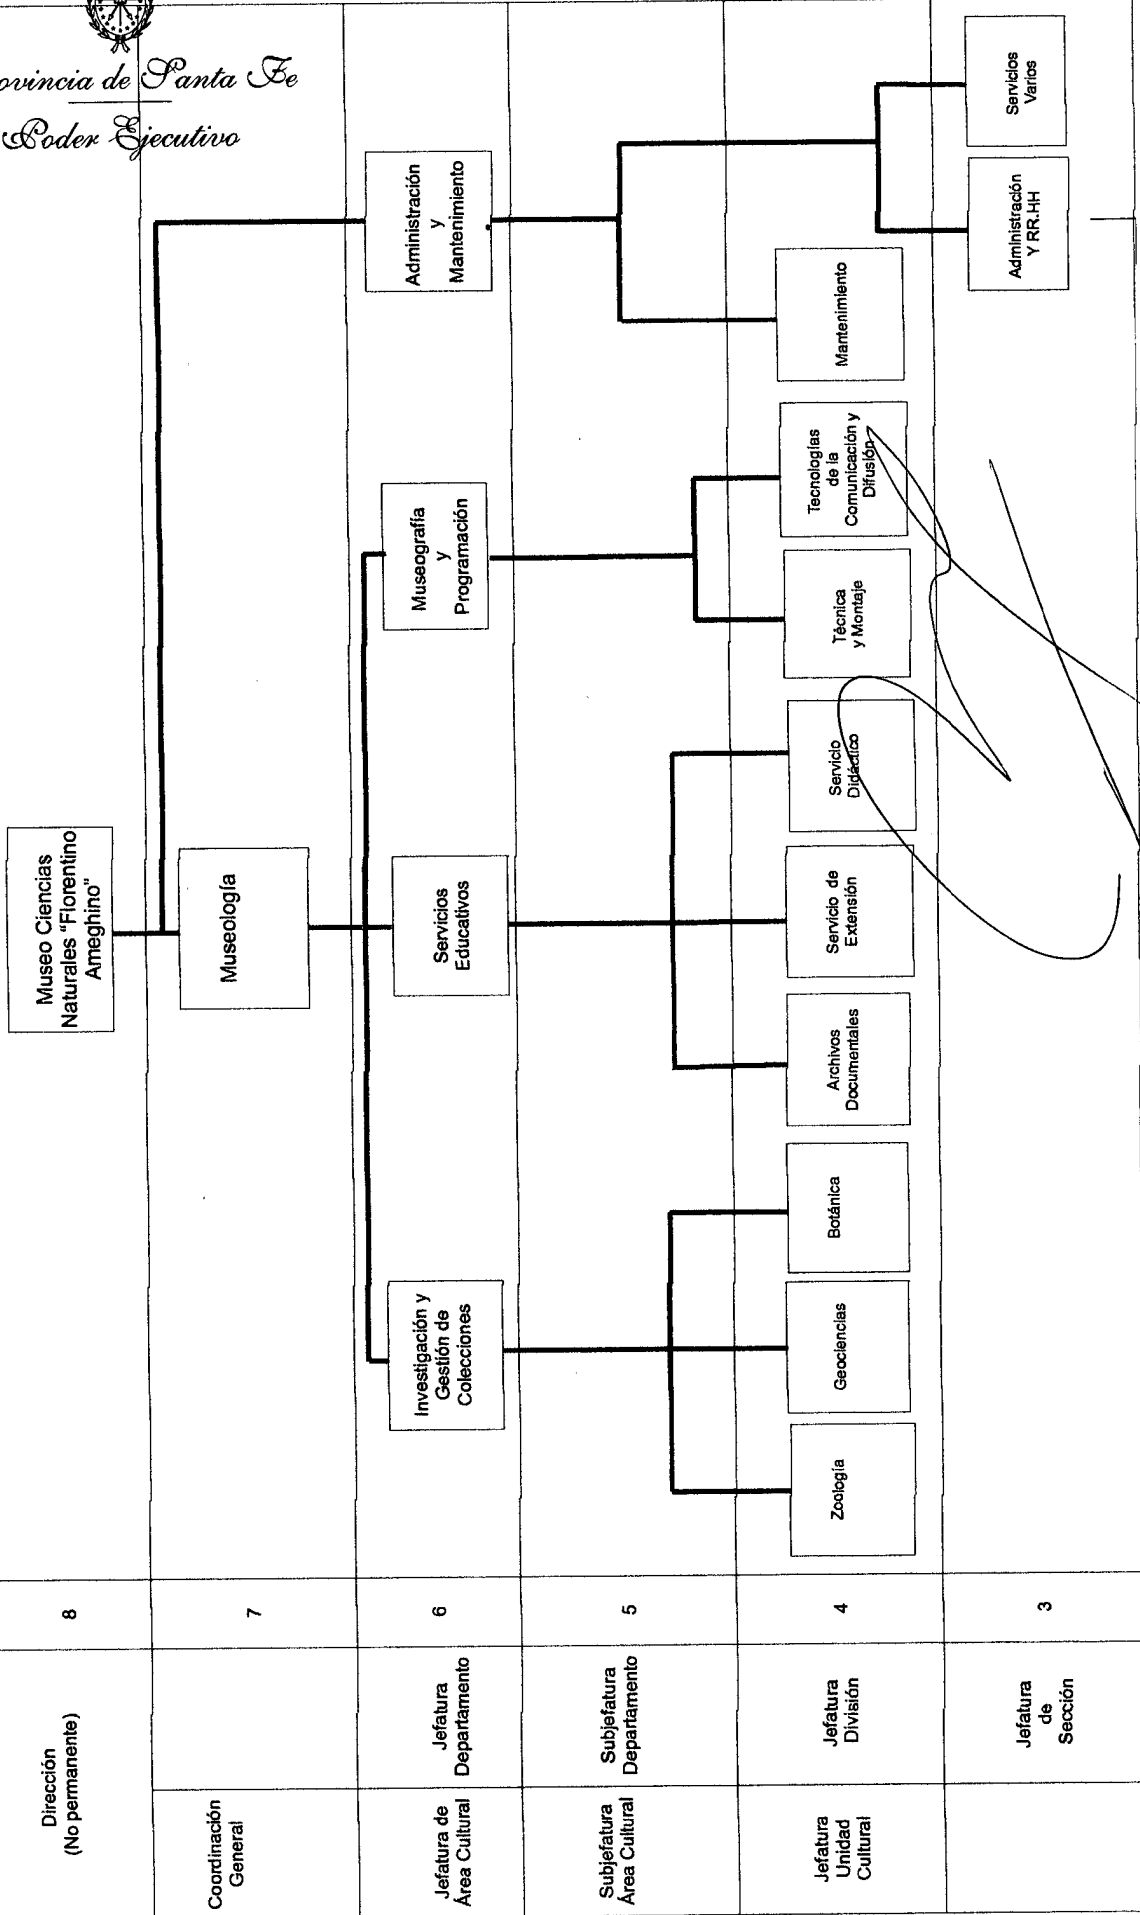 Provincia de Santa Fe
Poder Ejecutivo
Dirección
(No permanente)
8
Museo Ciencias
Naturales "Florentino
Ameghino"
Coordinación
General
7
Museología
Jefatura de
Área Cultural
Jefatura
Departamento
6
Investigación y
Gestión de
Colecciones
Servicios
Educativos
Museografía
y
Programación
Administración
y
Mantenimiento
Subjefatura
Área Cultural
Subjefatura
Departamento
5
Jefatura
Unidad
Cultural
Jefatura
División
4
Zoología
Geociencias
Botánica
Archivos
Documentales
Servicio de
Extensión
Servicio
Didáctico
Técnica
y Montaje
Tecnologías
de la
Comunicación y
Difusión
Mantenimiento
Jefatura
de
Sección
3
Administración
Y RR.HH
Servicios
Varios